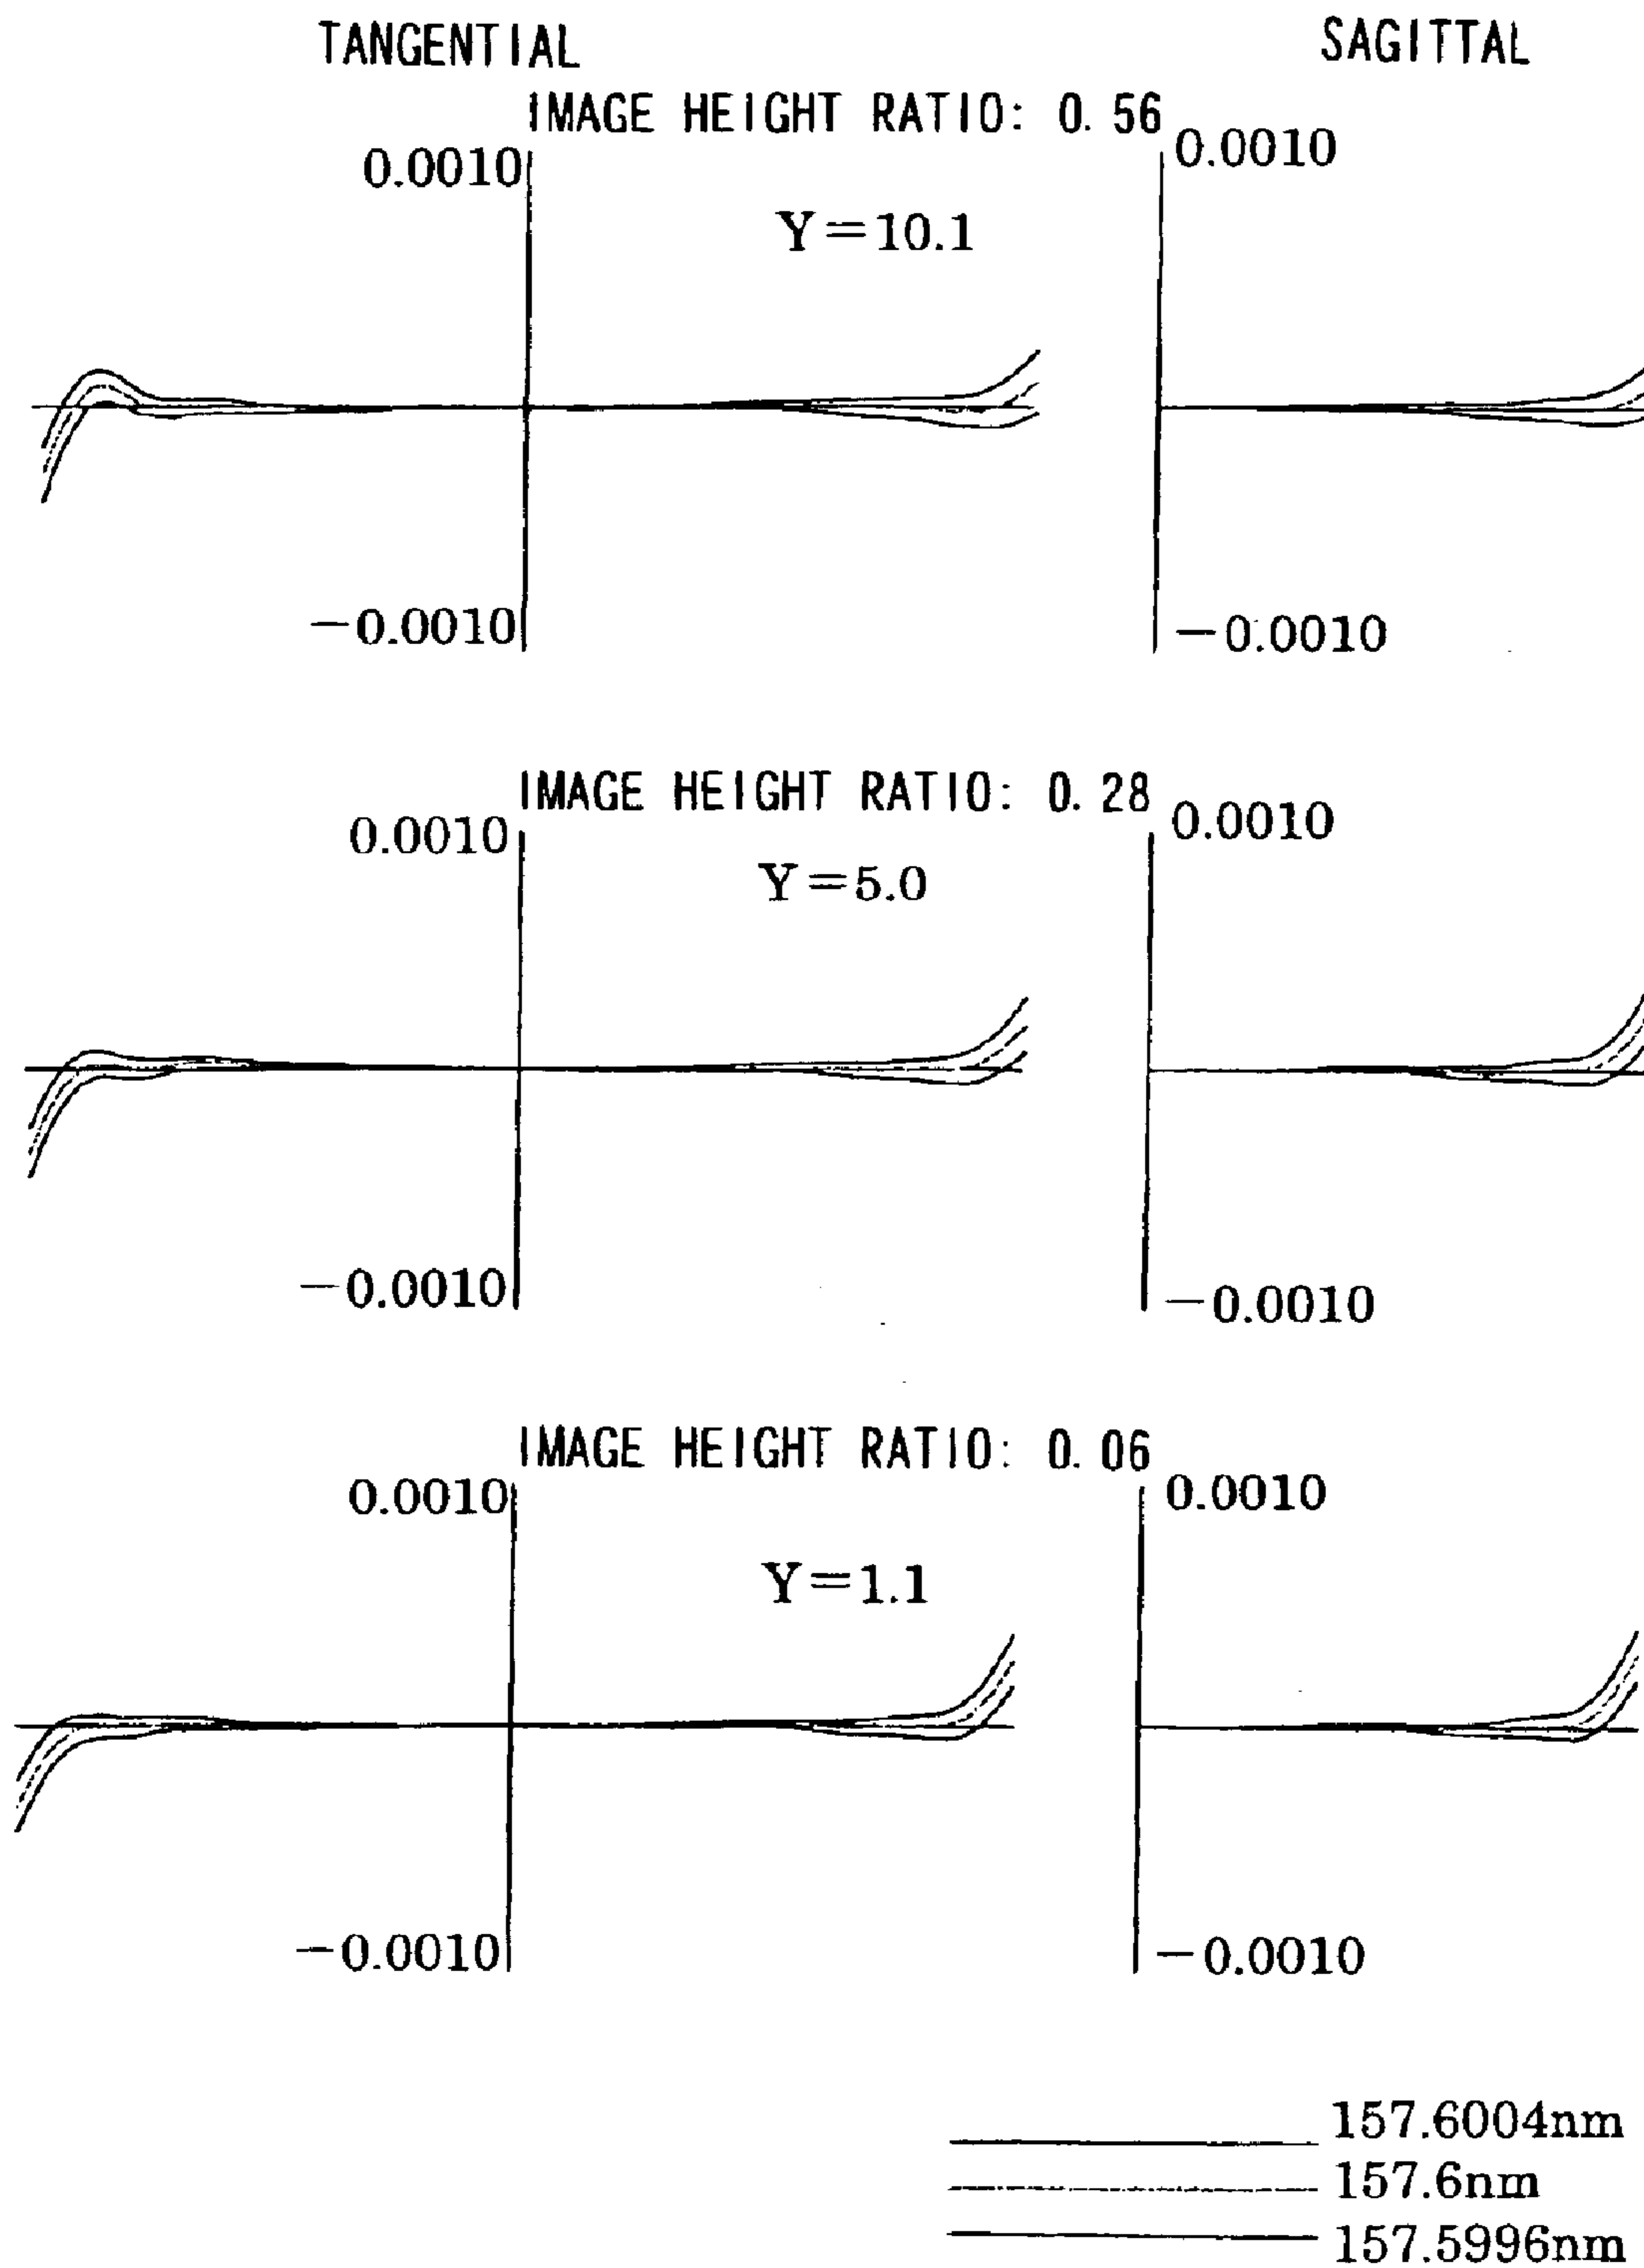 TANGENTIAL
SAGITTAL
IMAGE HEIGHT RATIO: 0.56
0.0010
0.0010
Y=10.1
−0.0010
−0.0010
IMAGE HEIGHT RATIO: 0.28
0.0010
0.0010
Y=5.0
−0.0010
−0.0010
IMAGE HEIGHT RATIO: 0.06
0.0010
0.0010
Y=1.1
−0.0010
−0.0010
157.6004nm
157.6nm
157.5996nm